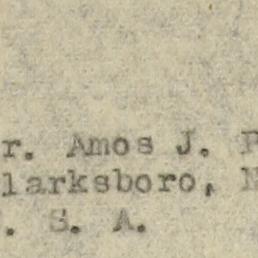 r. Amos J.
larksboro,
. S. A.